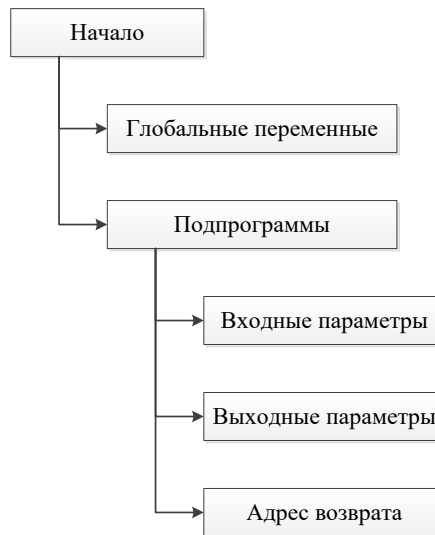 Начало
Глобальные переменные
Подпрограммы
Входные параметры
Выходные параметры
Адрес возврата